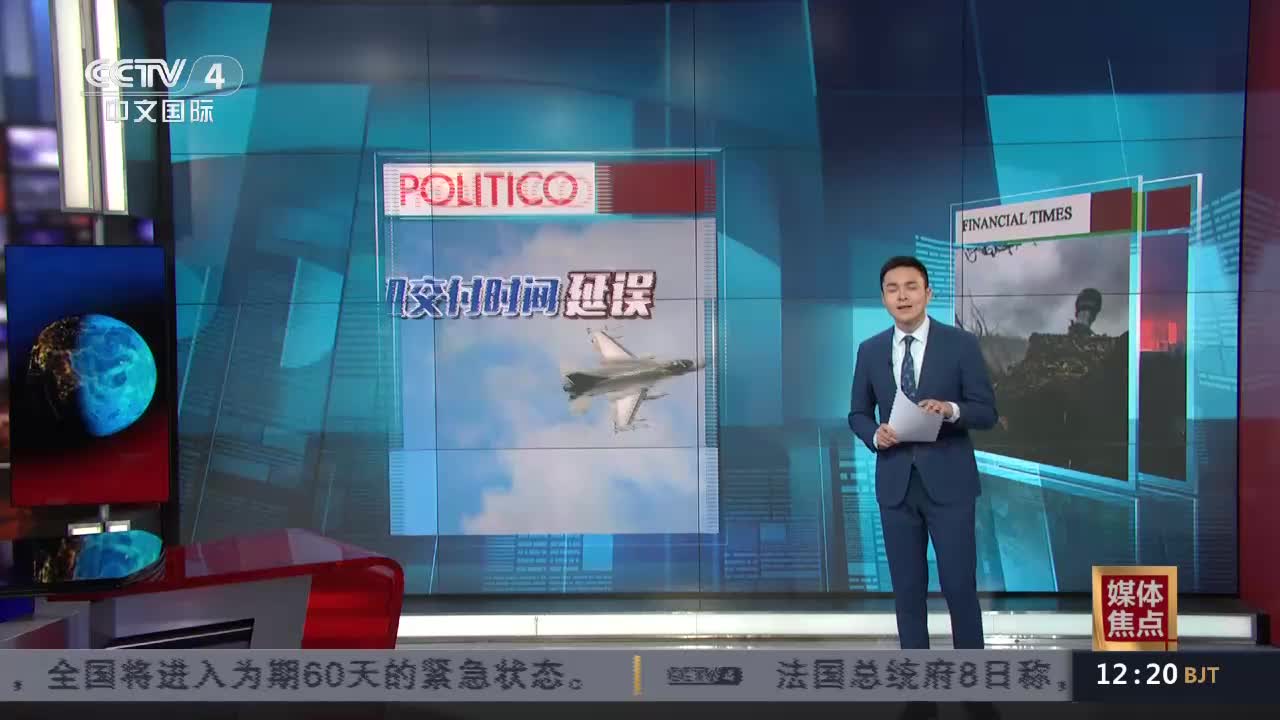 CCTV 4
中文国际
POLITICO
交付时间 延误
FINANCIAL TIMES
媒体
焦点
，全国将进入为期60天的紧急状态。 CCTV 4 法国总统府8日称，
12:20 BJT